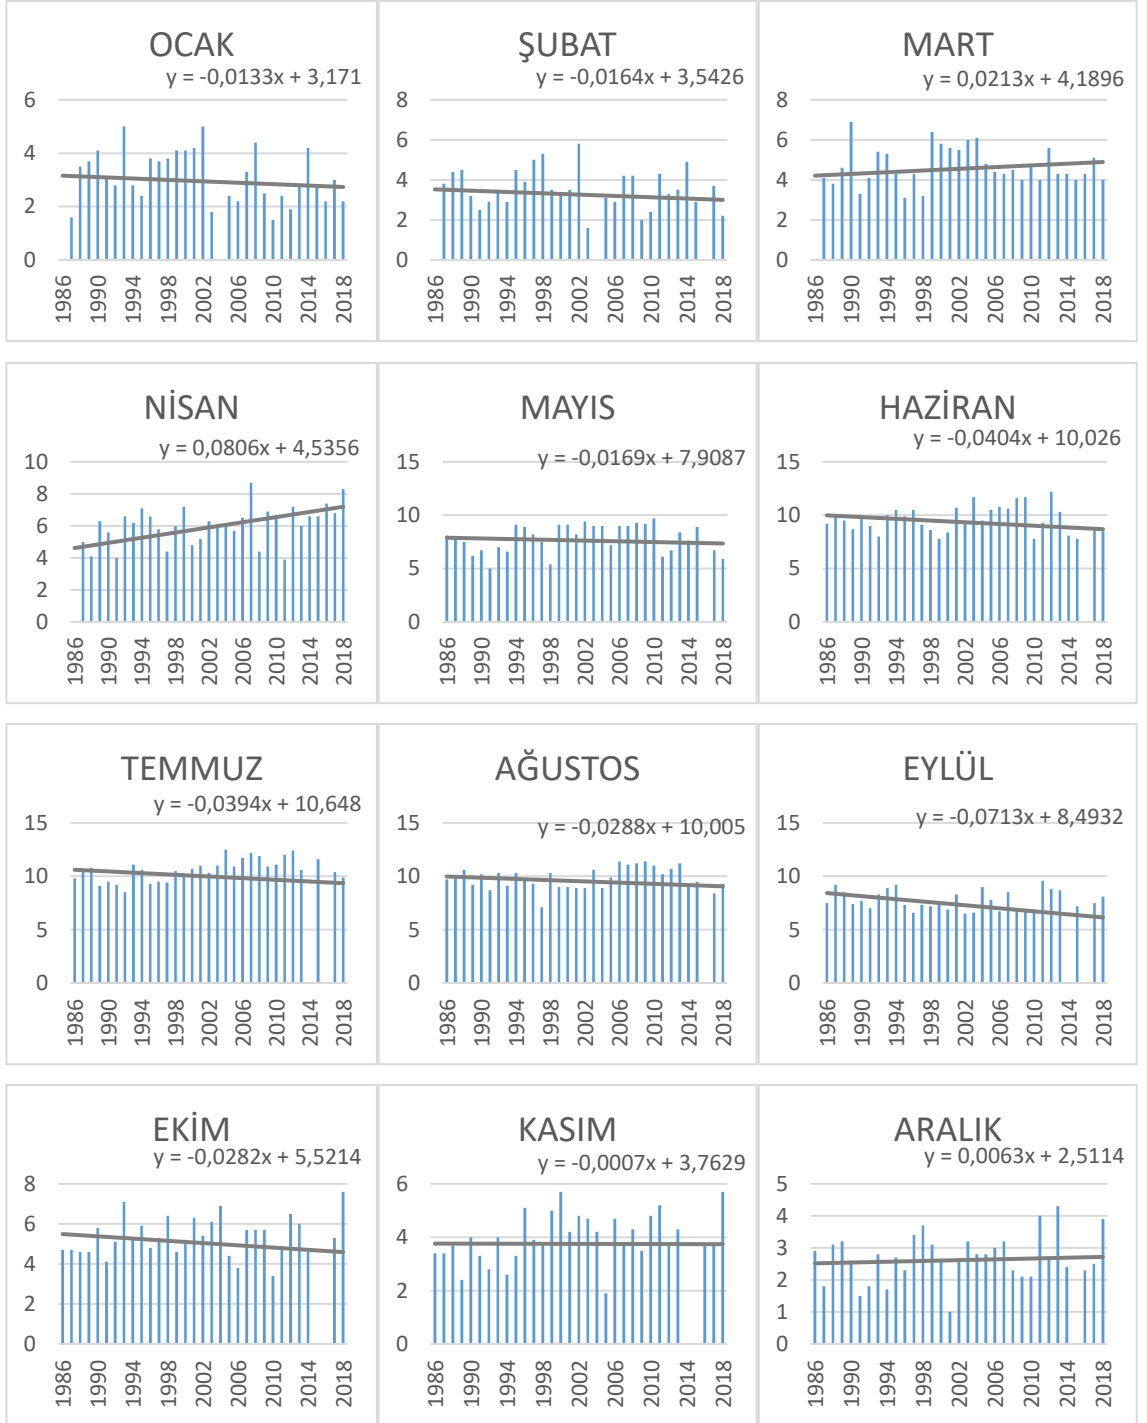 OCAK
y = -0,0133x + 3,171
6
4
2
0
1986 1990 1994 1998 2002 2006 2010 2014 2018
ŞUBAT
y = -0,0164x + 3,5426
8
6
4
2
0
1986 1990 1994 1998 2002 2006 2010 2014 2018
MART
y = 0,0213x + 4,1896
8
6
4
2
0
1986 1990 1994 1998 2002 2006 2010 2014 2018
NİSAN
y = 0,0806x + 4,5356
10
8
6
4
2
0
1986 1990 1994 1998 2002 2006 2010 2014 2018
MAYIS
y = -0,0169x + 7,9087
15
10
5
0
1986 1990 1994 1998 2002 2006 2010 2014 2018
HAZİRAN
y = -0,0404x + 10,026
15
10
5
0
1986 1990 1994 1998 2002 2006 2010 2014 2018
TEMMUZ
y = -0,0394x + 10,648
15
10
5
0
1986 1990 1994 1998 2002 2006 2010 2014 2018
AĞUSTOS
y = -0,0288x + 10,005
15
10
5
0
1986 1990 1994 1998 2002 2006 2010 2014 2018
EYLÜL
y = -0,0713x + 8,4932
15
10
5
0
1986 1990 1994 1998 2002 2006 2010 2014 2018
EKİM
y = -0,0282x + 5,5214
8
6
4
2
0
1986 1990 1994 1998 2002 2006 2010 2014 2018
KASIM
y = -0,0007x + 3,7629
6
4
2
0
1986 1990 1994 1998 2002 2006 2010 2014 2018
ARALIK
y = 0,0063x + 2,5114
5
4
3
2
1
0
1986 1990 1994 1998 2002 2006 2010 2014 2018